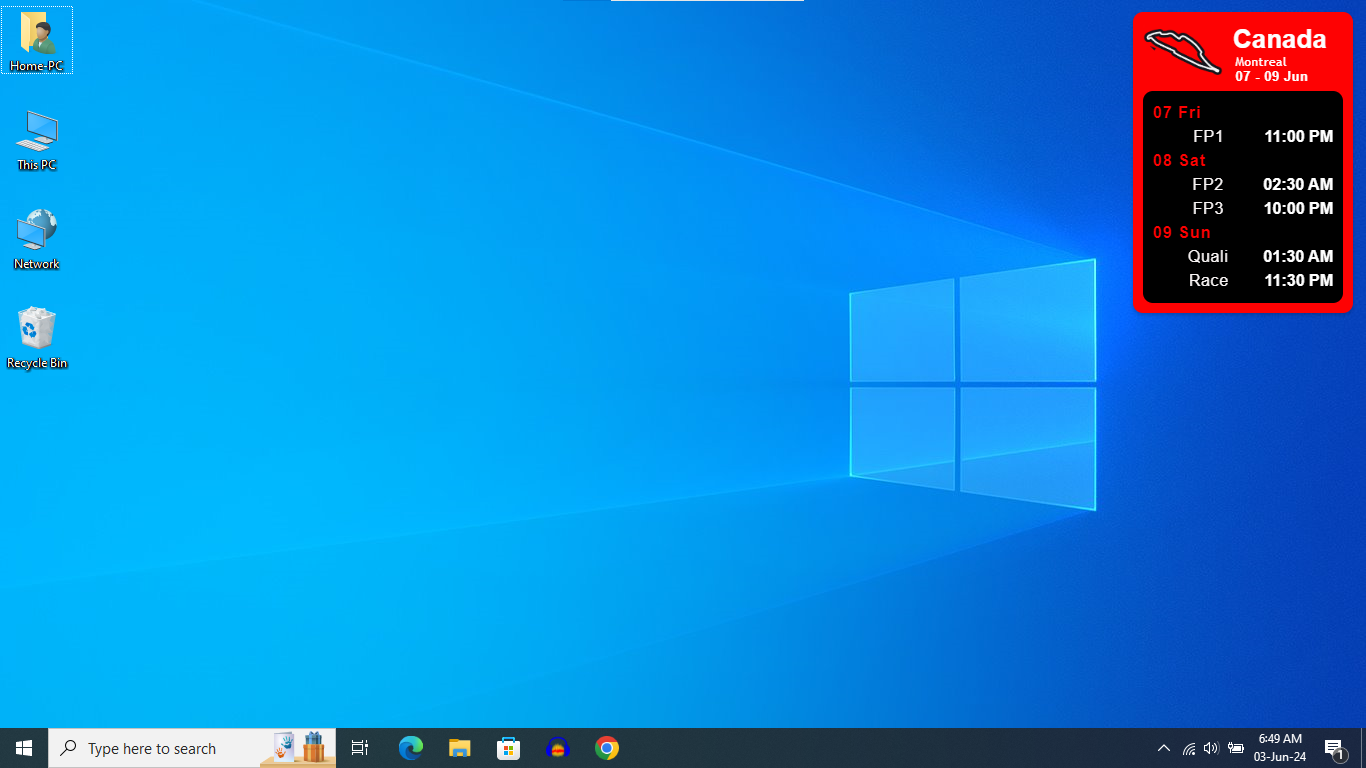 Home-PC
This PC
Network
Recycle Bin
Canada
Montreal
07 - 09 Jun
07 Fri
FP1 11:00 PM
08 Sat
FP2 02:30 AM
FP3 10:00 PM
09 Sun
Quali 01:30 AM
Race 11:30 PM
Type here to search
6:49 AM
03-Jun-24
1